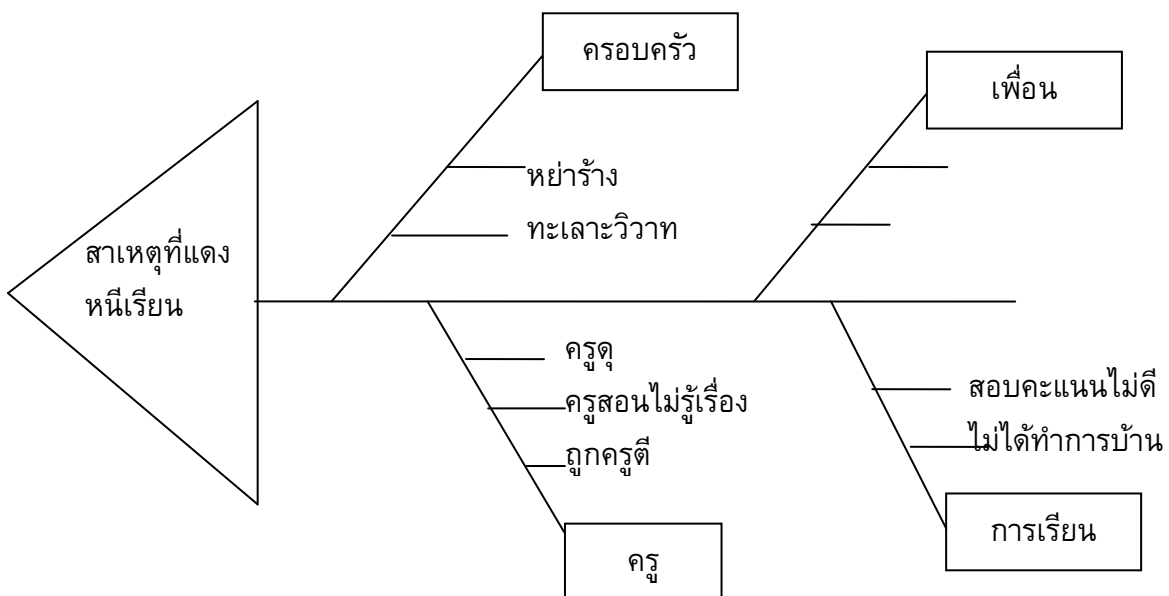 ครอบครัว
เพื่อน
หย่าร้าง
ทะเลาะวิวาท
สาเหตุที่แดง
หนีเรียน
ครูดุ
ครูสอนไม่รู้เรื่อง
ถูกครูตี
สอบคะแนนไม่ดี
ไม่ได้ทำการบ้าน
การเรียน
ครู